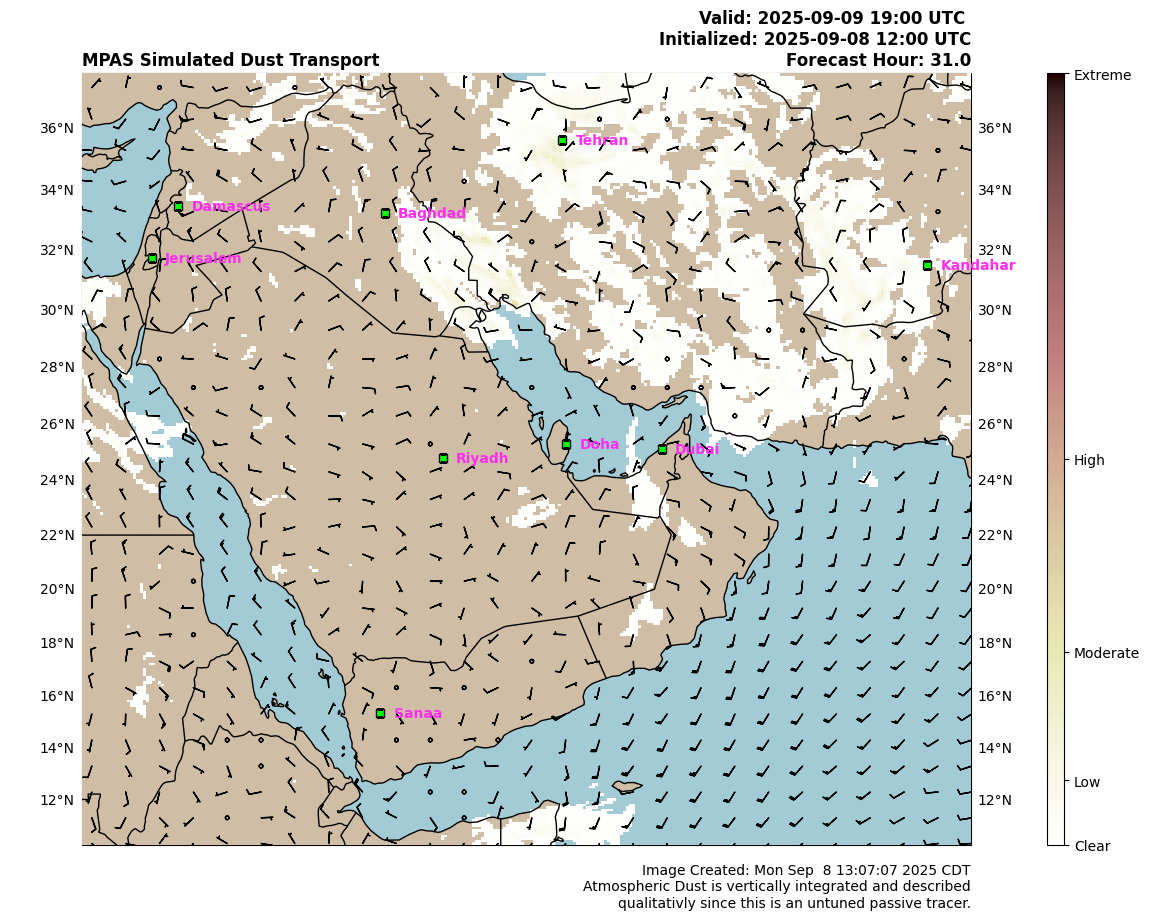 Valid: 2025-09-09 19:00 UTC
Initialized: 2025-09-08 12:00 UTC
MPAS Simulated Dust Transport
Forecast Hour: 31.0
Extreme
36°N
Tehran
36°N
34°N
34°N
Damascus
Baghdad
32°N
32°N
Jerusalem
Kandahar
30°N
30°N
28°N
28°N
26°N
26°N
Doha
Dubai
Riyadh
High
24°N
24°N
22°N
22°N
20°N
20°N
18°N
18°N
Moderate
16°N
16°N
Sanaa
14°N
14°N
Low
12°N
12°N
Clear
Image Created: Mon Sep  8 13:07:07 2025 CDT
Atmospheric Dust is vertically integrated and described
qualitativly since this is an untuned passive tracer.